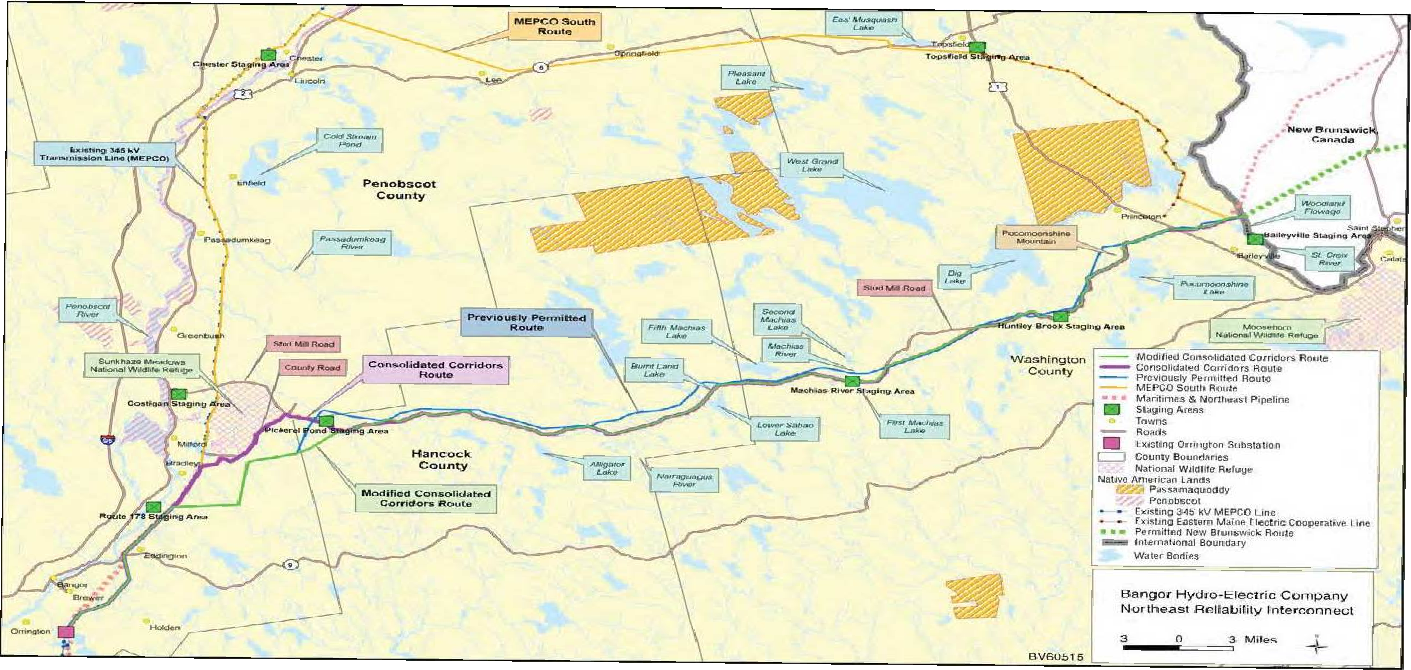 MEPCO South
Route
East Musquash
Lake
Topsfield
Topsfield Staging Area
Chester
Chester Staging Area
Lincoln
Lee
Springfield
6
2
1
Pleasant
Lake
New Brunswick,
Canada
Existing 345 kV
Transmission Line (MEPCO)
Cold Stream
Pond
Enfield
Penobscot
County
West Grand
Lake
Woodland
Flowage
Princeton
Passadumkeag
Passadumkeag
River
Pocomoonshine
Mountain
Baileyville Staging Area
Saint Stephen
Baileyville
St. Croix
River
Calais
Big
Lake
Pocomoonshine
Lake
Stud Mill Road
Penobscot
River
Previously Permitted
Route
Fifth Machias
Lake
Second
Machias
Lake
Huntley Brook Staging Area
Moosehorn
National Wildlife Refuge
Greenbush
Stud Mill Road
Machias
River
Sunkhaze Meadows
National Wildlife Refuge
County Road
Consolidated Corridors
Route
Burnt Land
Lake
Washington
County
Machias River Staging Area
Costigan Staging Area
Pickerel Pond Staging Area
Lower Sabao
Lake
First Machias
Lake
95
Milford
Bradley
Hancock
County
Alligator
Lake
Narraguagus
River
Modified Consolidated
Corridors Route
Route 178 Staging Area
Eddington
9
Bangor
Brewer
Orrington
Holden
Modified Consolidated Corridors Route
Consolidated Corridors Route
Previously Permitted Route
MEPCO South Route
Maritimes & Northeast Pipeline
Staging Areas
Towns
Roads
Existing Orrington Substation
County Boundaries
National Wildlife Refuge
Native American Lands
Passamaquoddy
Penobscot
Existing 345 kV MEPCO Line
Existing Eastern Maine Electric Cooperative Line
Permitted New Brunswick Route
International Boundary
Water Bodies
Bangor Hydro-Electric Company
Northeast Reliability Interconnect
3 0 3 Miles
BV60515